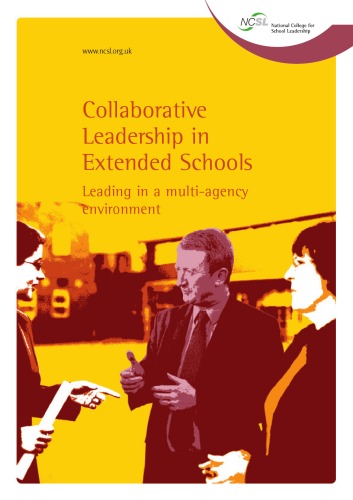 www.ncsl.org.uk
NCSL
National College for
School Leadership
Collaborative
Leadership in
Extended Schools
Leading in a multi-agency
environment